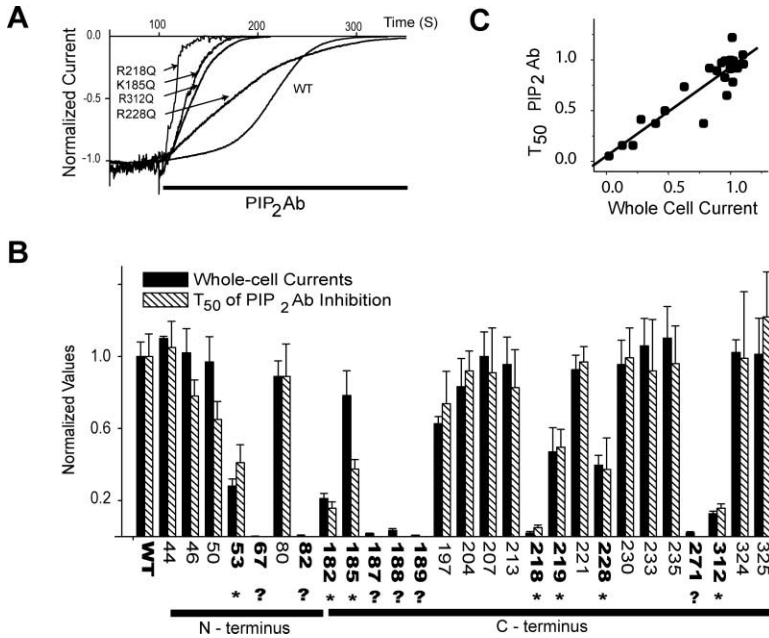 A
Time (S)
100 200 300
0.0
-0.5
-1.0
Normalized Current
R218Q
K185Q
R312Q
R228Q
WT
PIP2Ab
C
T50 PIP2 Ab
1.0
0.5
0.0
0.0 0.5 1.0
Whole Cell Current
B
Whole-cell Currents
T50 of PIP2 Ab Inhibition
Normalized Values
1.0
0.6
0.2
WT 44 46 50 53 67 80 82 182 185 187 188 189 197 204 207 213 218 219 221 228 230 233 235 271 312 324 325
* ? ? * * ? ? ? * * * ? *
N - terminus C - terminus